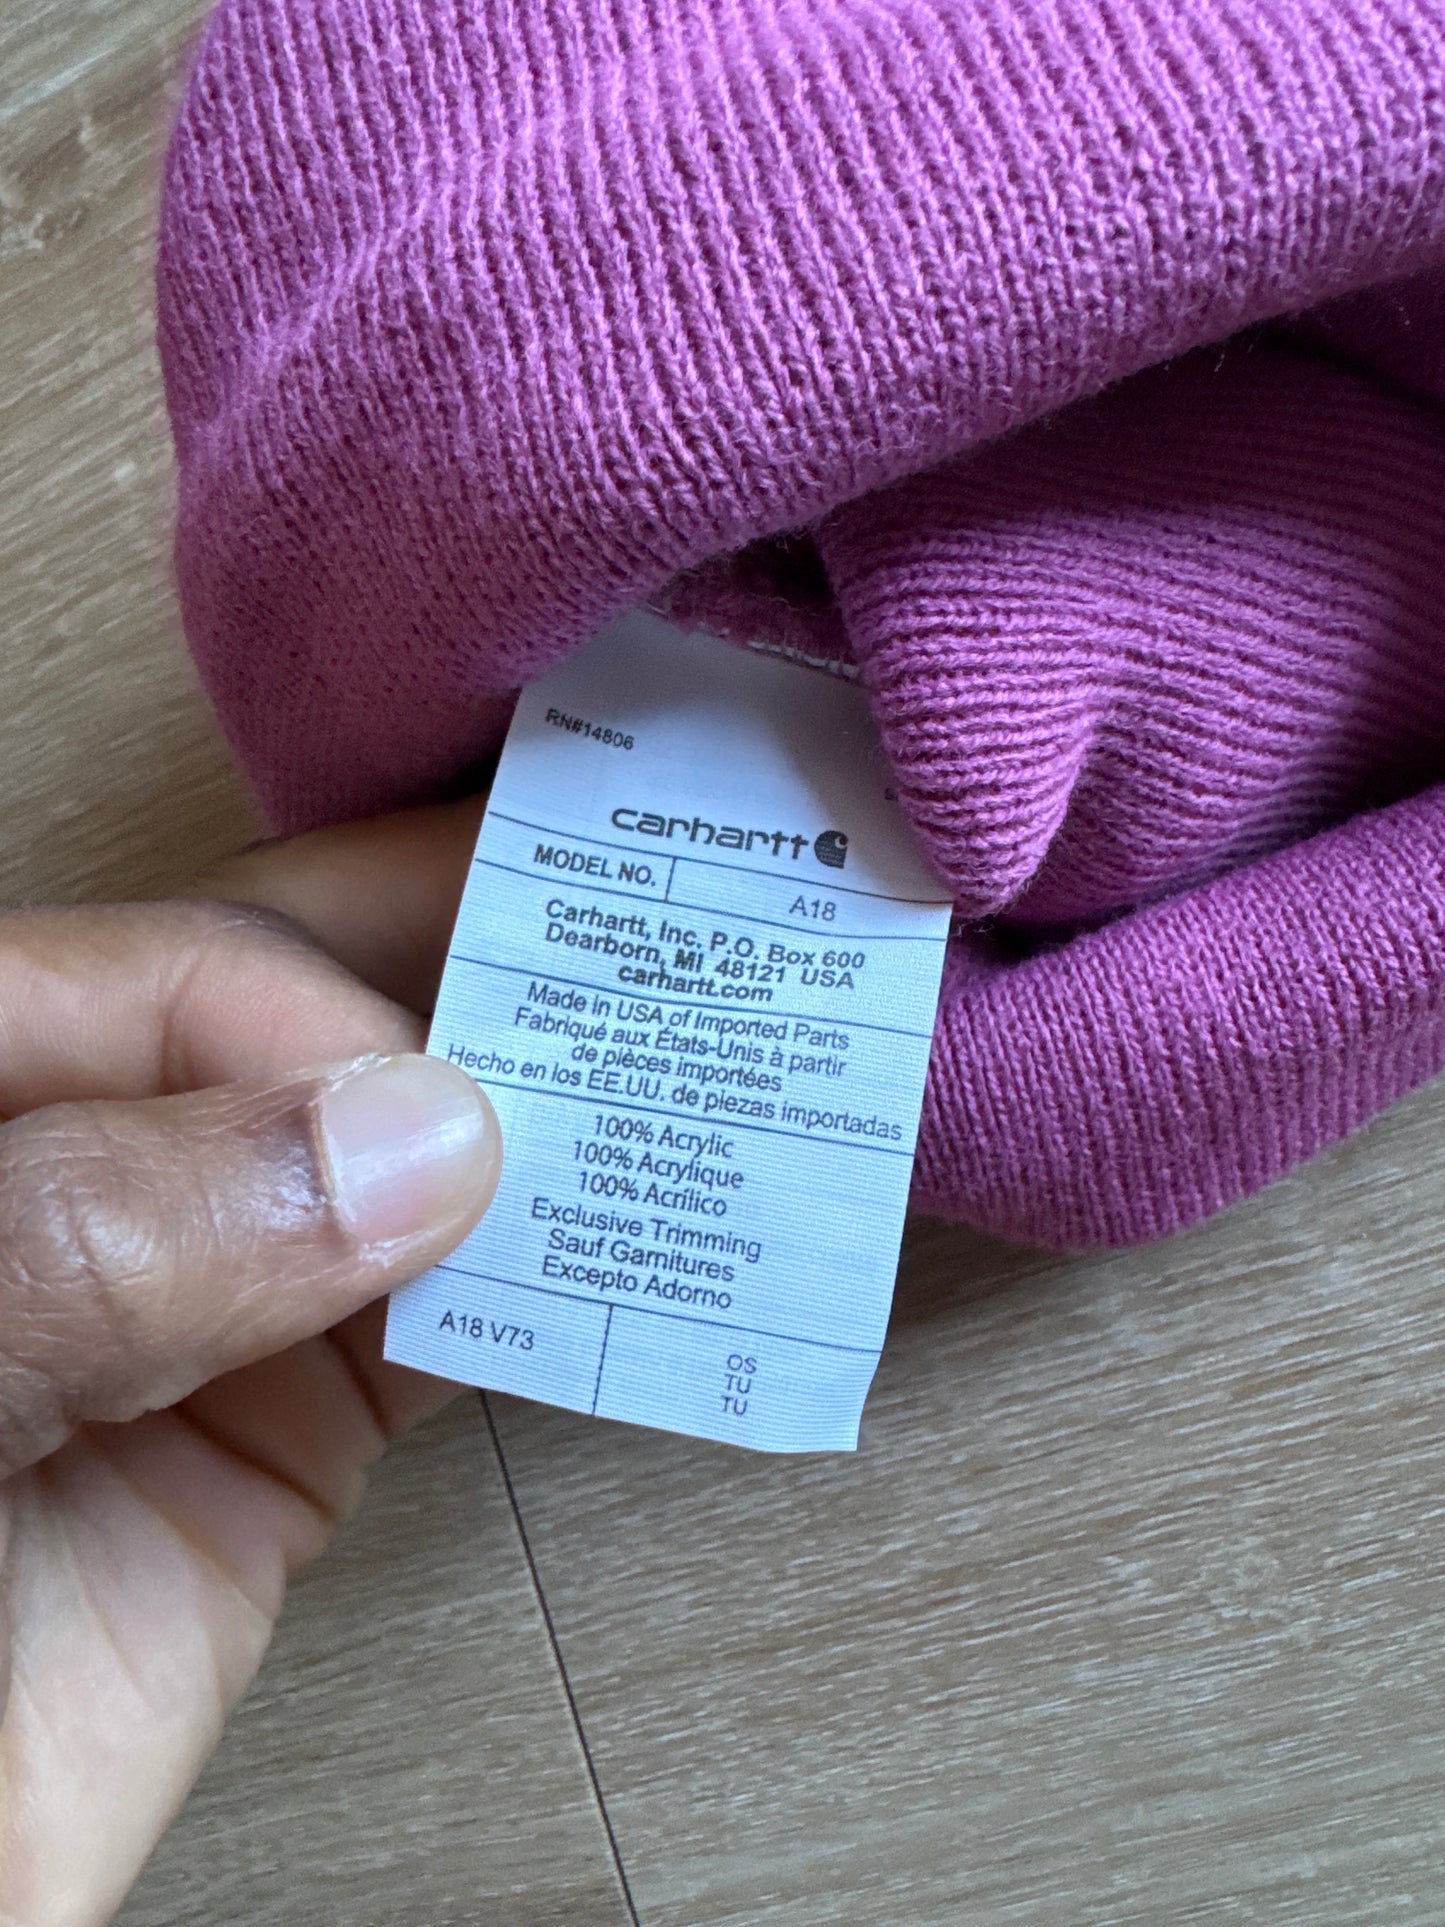 RN#14806
carhartt
MODEL NO. A18
Carhartt, Inc. P.O. Box 600
Dearborn, MI 48121 USA
carhartt.com
Made in USA of Imported Parts
Fabriqué aux États-Unis à partir
de pièces importées
Hecho en los EE.UU. de piezas importadas
100% Acrylic
100% Acrylique
100% Acrílico
Exclusive Trimming
Sauf Garnitures
Excepto Adorno
A18 V73
OS
TU
TU